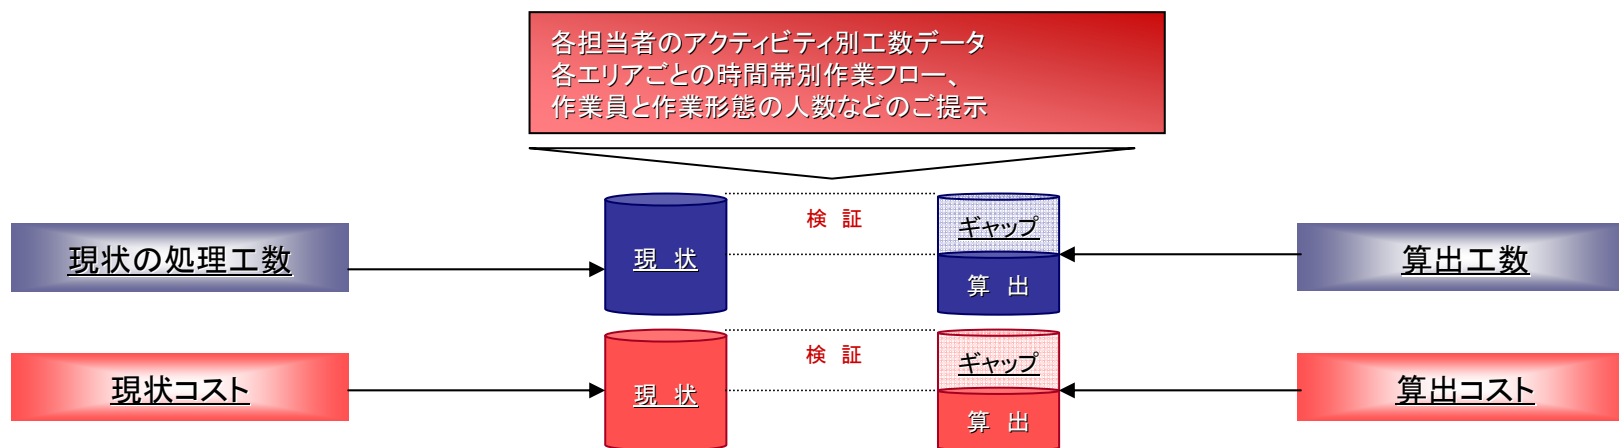 各担当者のアクティビティ別工数データ
各エリアごとの時間帯別作業フロー、
作業員と作業形態の人数などのご提示
現状の処理工数
現 状
検 証
ギャップ
算 出
算出工数
現状コスト
現 状
検 証
ギャップ
算 出
算出コスト